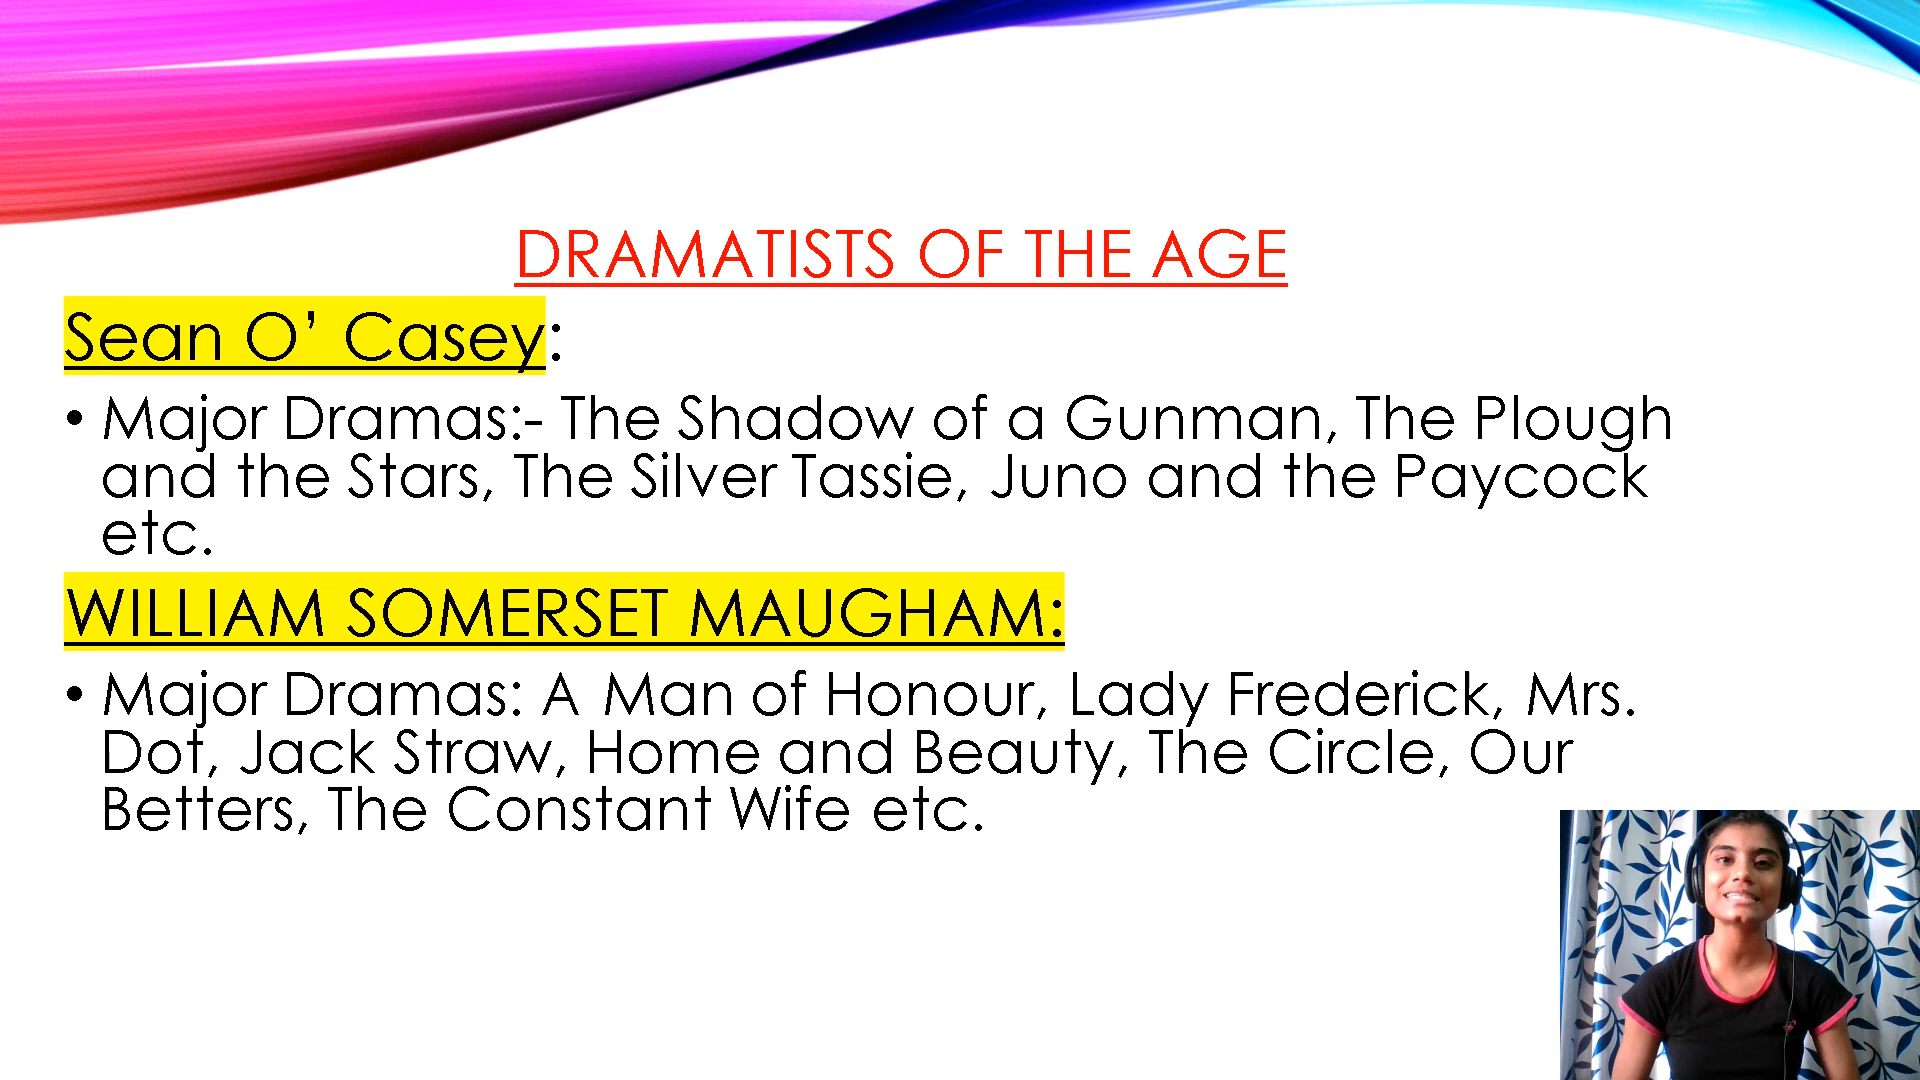 DRAMATISTS OF THE AGE
Sean O’ Casey:
• Major Dramas:- The Shadow of a Gunman, The Plough
and the Stars, The Silver Tassie, Juno and the Paycock
etc.
WILLIAM SOMERSET MAUGHAM:
• Major Dramas: A Man of Honour, Lady Frederick, Mrs.
Dot, Jack Straw, Home and Beauty, The Circle, Our
Betters, The Constant Wife etc.